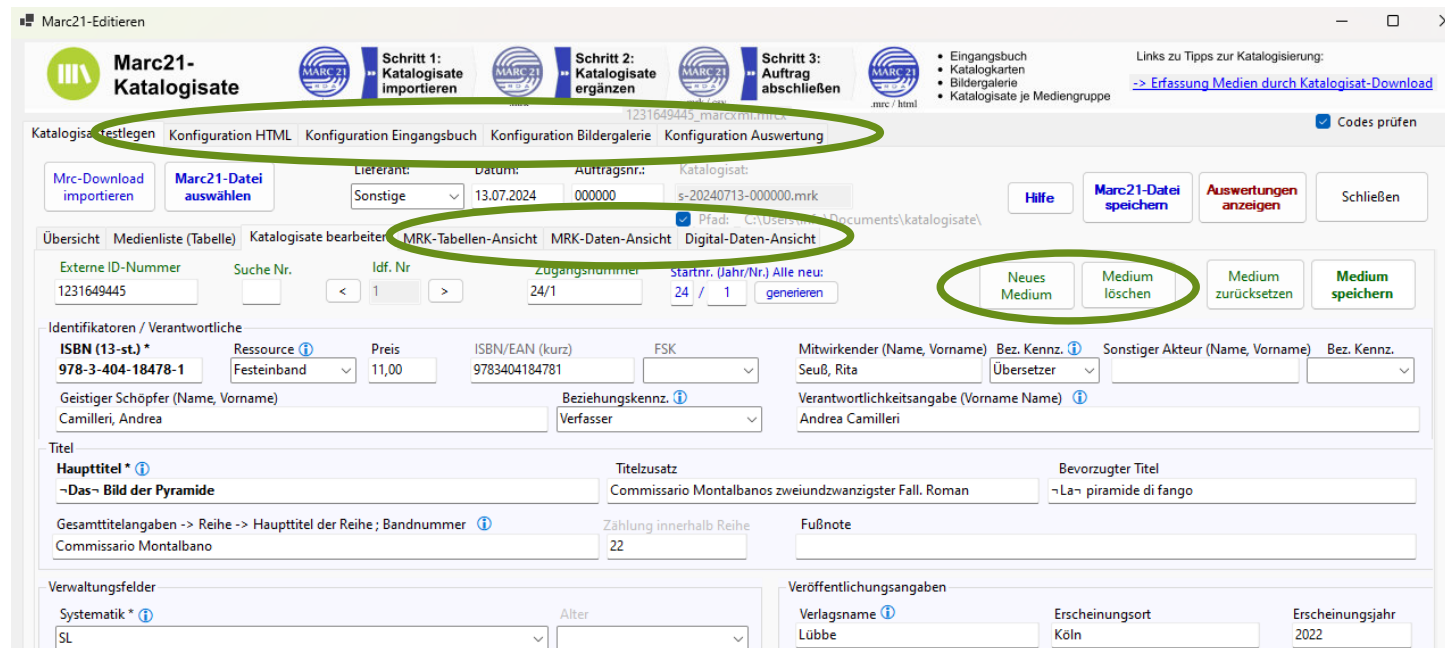 Marc21-Editieren
Marc21-
Katalogisate
MARC 21
Schritt 1:
Katalogisate
importieren
MARC 21
Schritt 2:
Katalogisate
ergänzen
MARC 21
Schritt 3:
Auftrag
abschließen
MARC 21
.mrc / html
• Eingangsbuch
• Katalogkarten
• Bildergalerie
• Katalogisate je Mediengruppe
Links zu Tipps zur Katalogisierung:
-> Erfassung Medien durch Katalogisat-Download
1231649445_marcxml.mrcx
Konfiguration HTML Konfiguration Eingangsbuch Konfiguration Bildergalerie Konfiguration Auswertung
Codes prüfen
Mrc-Download
importieren
Marc21-Datei
auswählen
Lieferant:
Sonstige
Datum:
13.07.2024
Auftragsnr.:
000000
Katalogisat:
s-20240713-000000.mrk
Pfad:
Hilfe
Marc21-Datei
speichern
Auswertungen
anzeigen
Schließen
Übersicht Medienliste (Tabelle) Katalogisate bearbeiten MRK-Tabellen-Ansicht MRK-Daten-Ansicht Digital-Daten-Ansicht
Externe ID-Nummer
1231649445
Suche Nr.
<
Idf. Nr
1
>
Zugangsnummer
24/1
Startnr. (Jahr/Nr.) Alle neu:
24 / 1 generieren
Neues
Medium
Medium
löschen
Medium
zurücksetzen
Medium
speichern
Identifikatoren / Verantwortliche
ISBN (13-st.) * Ressource Preis ISBN/EAN (kurz) FSK Mitwirkender (Name, Vorname) Bez. Kennz. Sonstiger Akteur (Name, Vorname) Bez. Kennz.
978-3-404-18478-1 Festeinband 11,00 9783404184781 Seuß, Rita Übersetzer
Geistiger Schöpfer (Name, Vorname) Beziehungskennz. Verantwortlichkeitsangabe (Vorname Name)
Camilleri, Andrea Verfasser Andrea Camilleri
Titel
Haupttitel * Titelzusatz Bevorzugter Titel
¬Das¬ Bild der Pyramide Commissario Montalbanos zweiundzwanzigster Fall. Roman ¬La¬ piramide di fango
Gesamttitelangaben -> Reihe -> Haupttitel der Reihe ; Bandnummer Zählung innerhalb Reihe Fußnote
Commissario Montalbano 22
Verwaltungsfelder
Systematik * Alter
SL
Veröffentlichungsangaben
Verlagsname Erscheinungsort Erscheinungsjahr
Lübbe Köln 2022